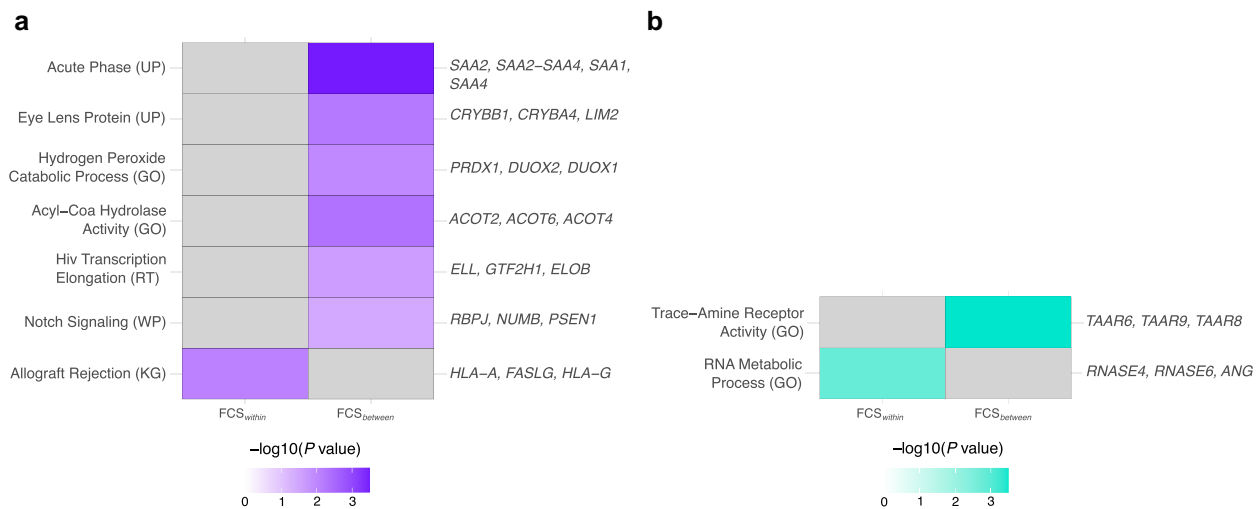 a
Acute Phase (UP)
SAA2, SAA2−SAA4, SAA1,
SAA4
Eye Lens Protein (UP)
CRYBB1, CRYBA4, LIM2
Hydrogen Peroxide
Catabolic Process (GO)
PRDX1, DUOX2, DUOX1
Acyl−Coa Hydrolase
Activity (GO)
ACOT2, ACOT6, ACOT4
Hiv Transcription
Elongation (RT)
ELL, GTF2H1, ELOB
Notch Signaling (WP)
RBPJ, NUMB, PSEN1
Allograft Rejection (KG)
HLA−A, FASLG, HLA−G
FCSwithin FCSbetween
−log10(P value)
0 1 2 3
b
Trace−Amine Receptor
Activity (GO)
TAAR6, TAAR9, TAAR8
RNA Metabolic
Process (GO)
RNASE4, RNASE6, ANG
FCSwithin FCSbetween
−log10(P value)
0 1 2 3